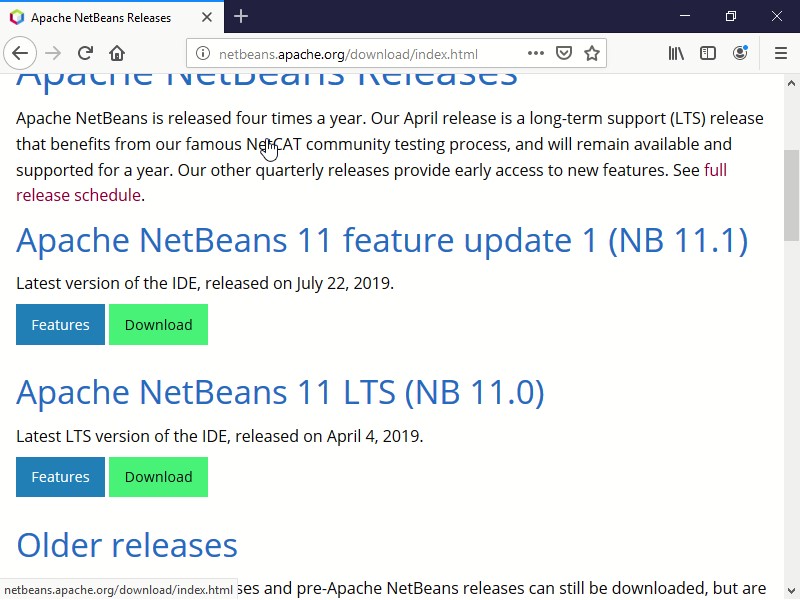 Apache NetBeans Releases
netbeans.apache.org/download/index.html
Apache NetBeans Releases
Apache NetBeans is released four times a year. Our April release is a long-term support (LTS) release
that benefits from our famous NetCAT community testing process, and will remain available and
supported for a year. Our other quarterly releases provide early access to new features. See full
release schedule.
Apache NetBeans 11 feature update 1 (NB 11.1)
Latest version of the IDE, released on July 22, 2019.
Features Download
Apache NetBeans 11 LTS (NB 11.0)
Latest LTS version of the IDE, released on April 4, 2019.
Features Download
Older releases
netbeans.apache.org/download/index.html ses and pre-Apache NetBeans releases can still be downloaded, but are